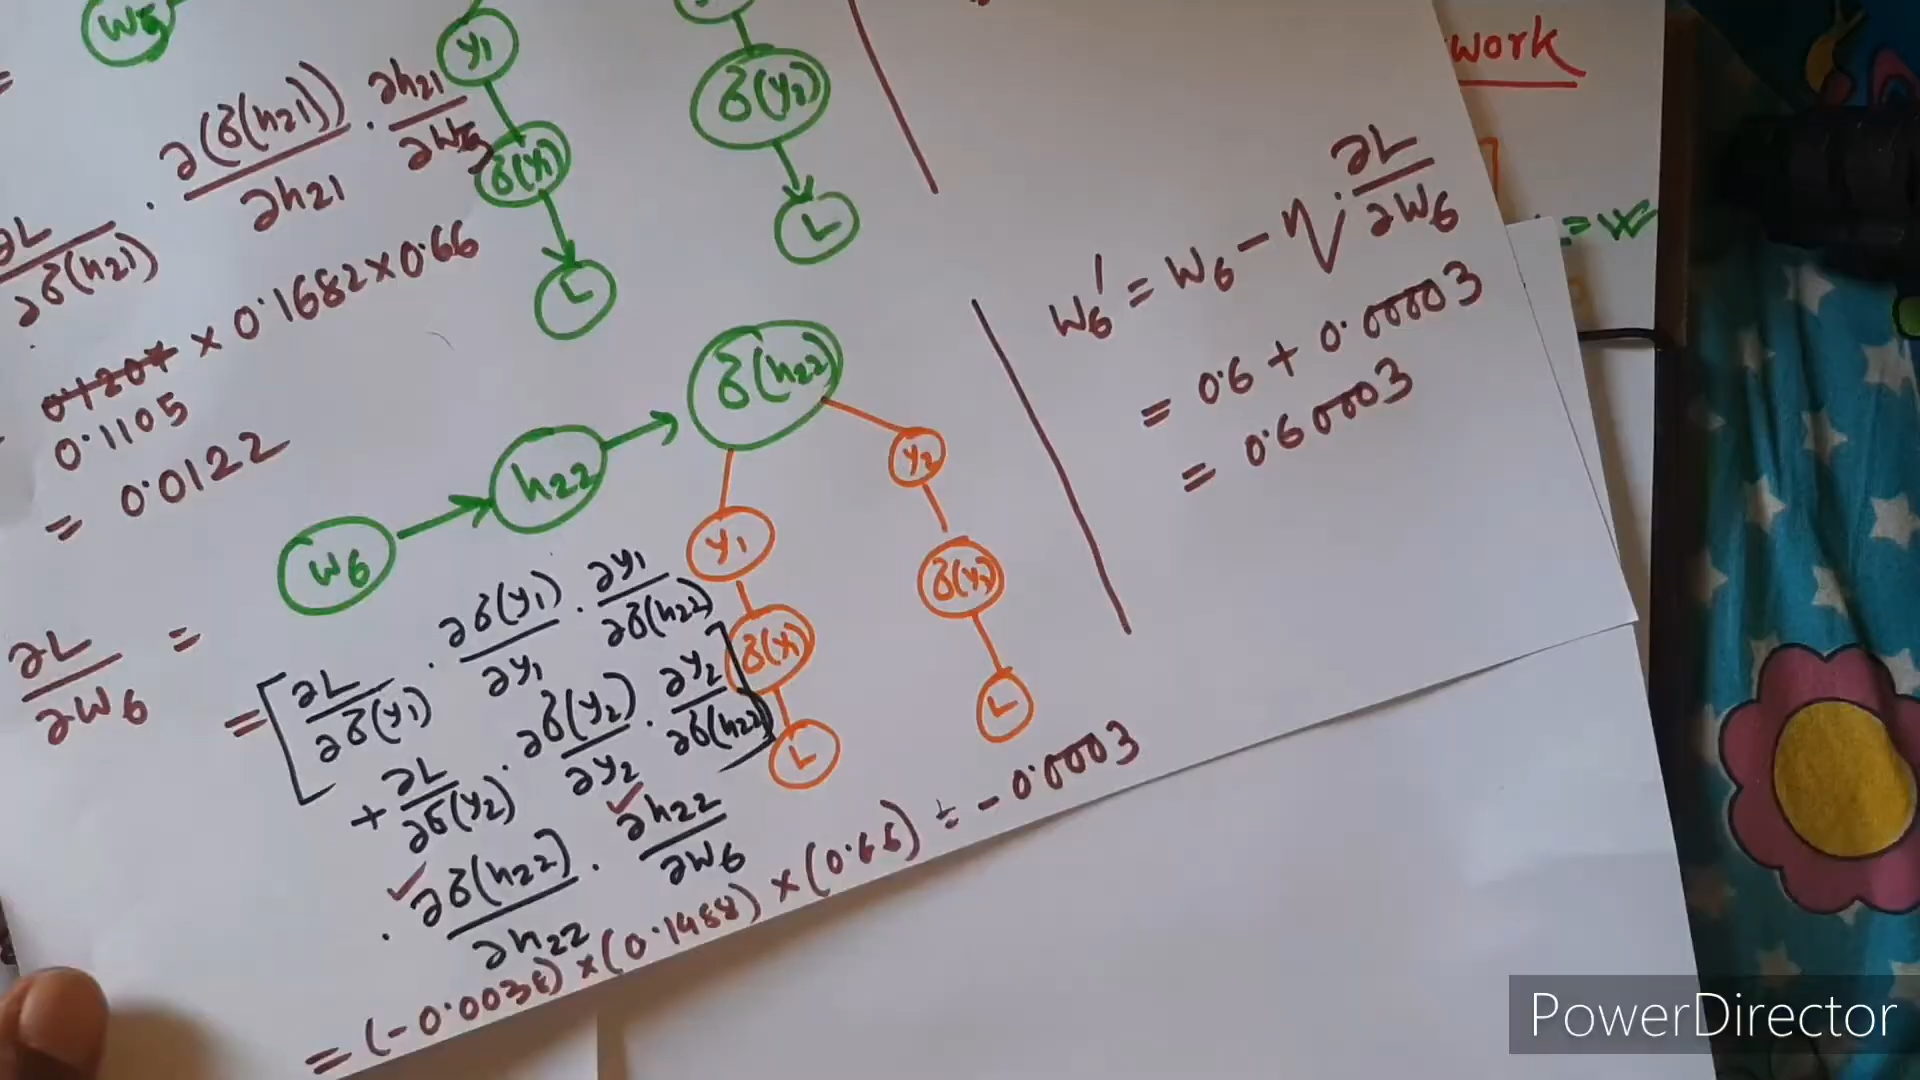 W5
y1
δ(y2)
L
work
=
∂L/∂δ(h21) · ∂(δ(h21))/∂h21 · ∂h21/∂W5
δ(y1)
L
0.1105 × 0.1682 × 0.66
= 0.0122
W6
h22
δ(h22)
y1
δ(y1)
L
y2
δ(y2)
L
∂L/∂W6 =
= [∂L/∂δ(y1) · ∂δ(y1)/∂y1 · ∂y1/∂δ(h22)
+ ∂L/∂δ(y2) · ∂δ(y2)/∂y2 · ∂y2/∂δ(h22)]
· ∂δ(h22)/∂h22 · ∂h22/∂W6
= (-0.0038) × (0.1488) × (0.66) = -0.0003
W6' = W6 - η · ∂L/∂W6
= 0.6 + 0.00003
= 0.60003
= W
PowerDirector